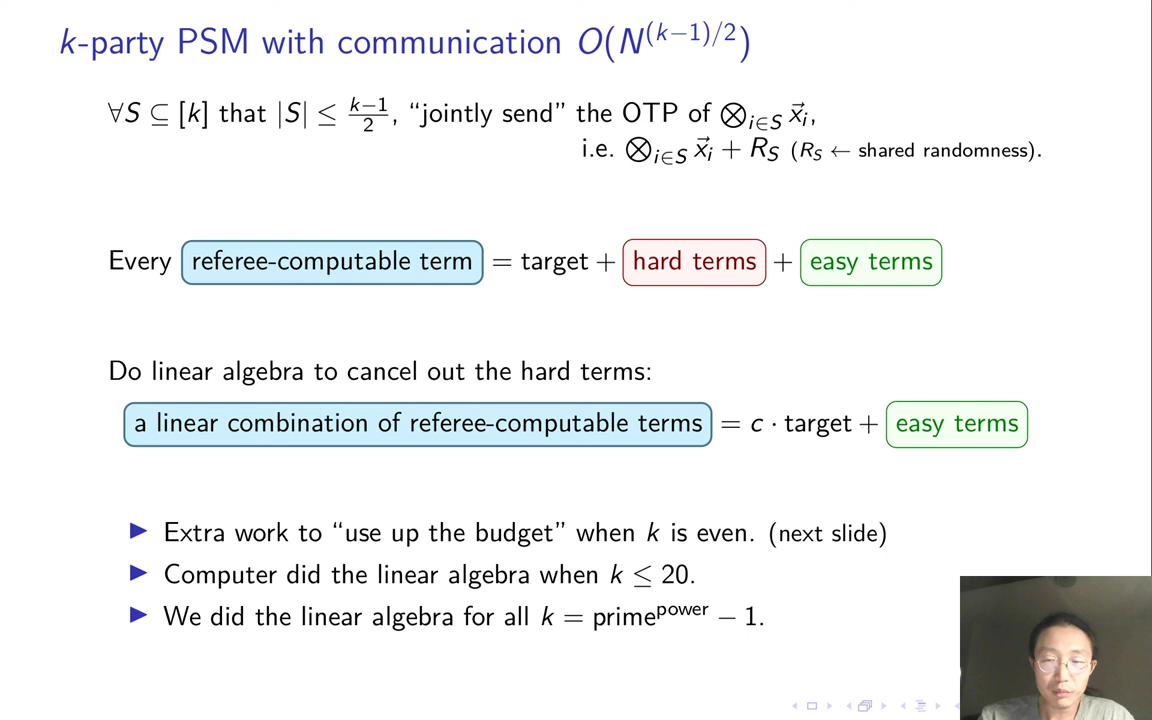 k-party PSM with communication O(N^{(k−1)/2})
∀S ⊆ [k] that |S| ≤ \frac{k−1}{2}, “jointly send” the OTP of ⊗_{i∈S} \vec{x}_i,
i.e. ⊗_{i∈S} \vec{x}_i + R_S (R_S ← shared randomness).
Every referee-computable term = target + hard terms + easy terms
Do linear algebra to cancel out the hard terms:
a linear combination of referee-computable terms = c · target + easy terms
▶ Extra work to “use up the budget” when k is even. (next slide)
▶ Computer did the linear algebra when k ≤ 20.
▶ We did the linear algebra for all k = prime^{power} − 1.